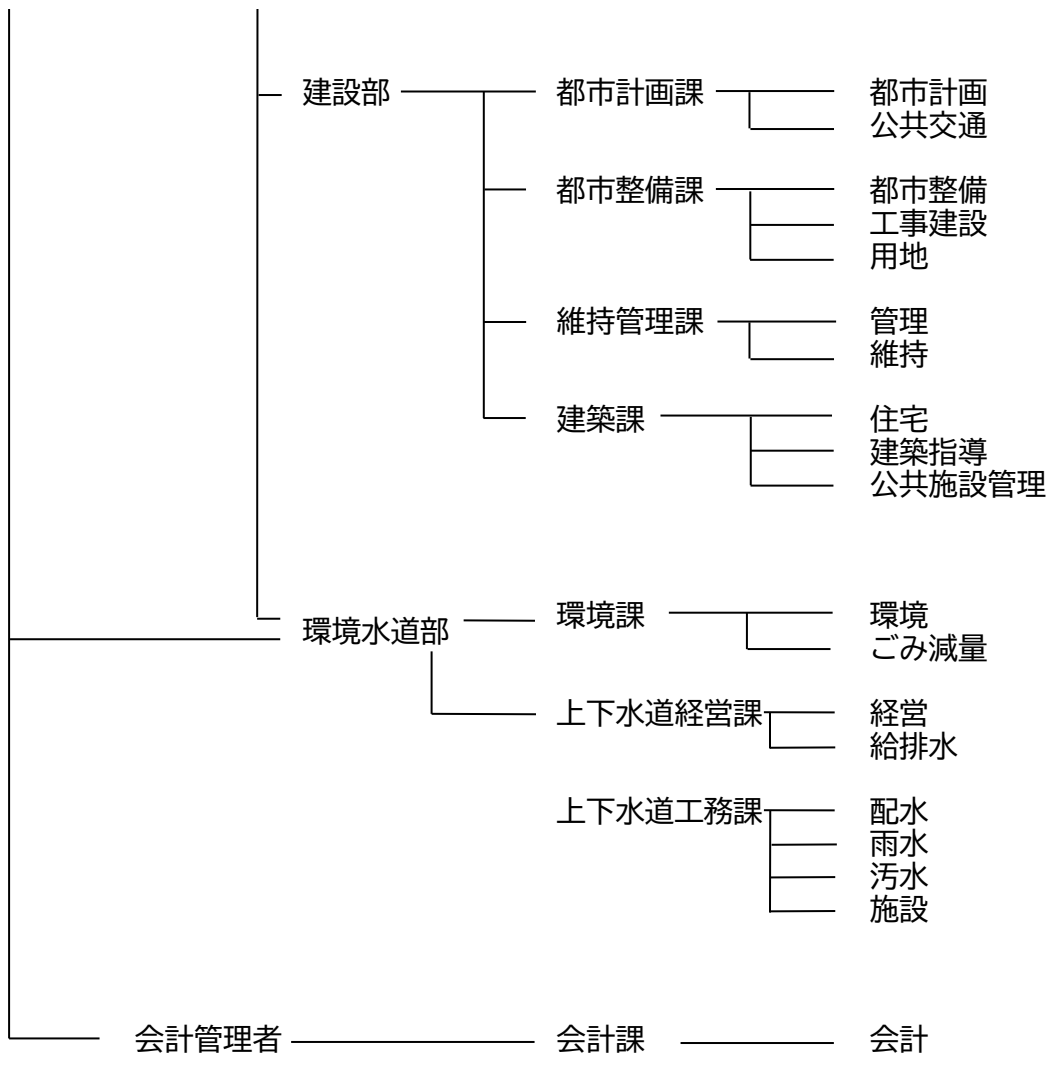 建設部 都市計画課 都市計画
公共交通
都市整備課 都市整備
工事建設
用地
維持管理課 管理
維持
建築課 住宅
建築指導
公共施設管理
環境水道部 環境課 環境
ごみ減量
上下水道経営課 経営
給排水
上下水道工務課 配水
雨水
汚水
施設
会計管理者 会計課 会計